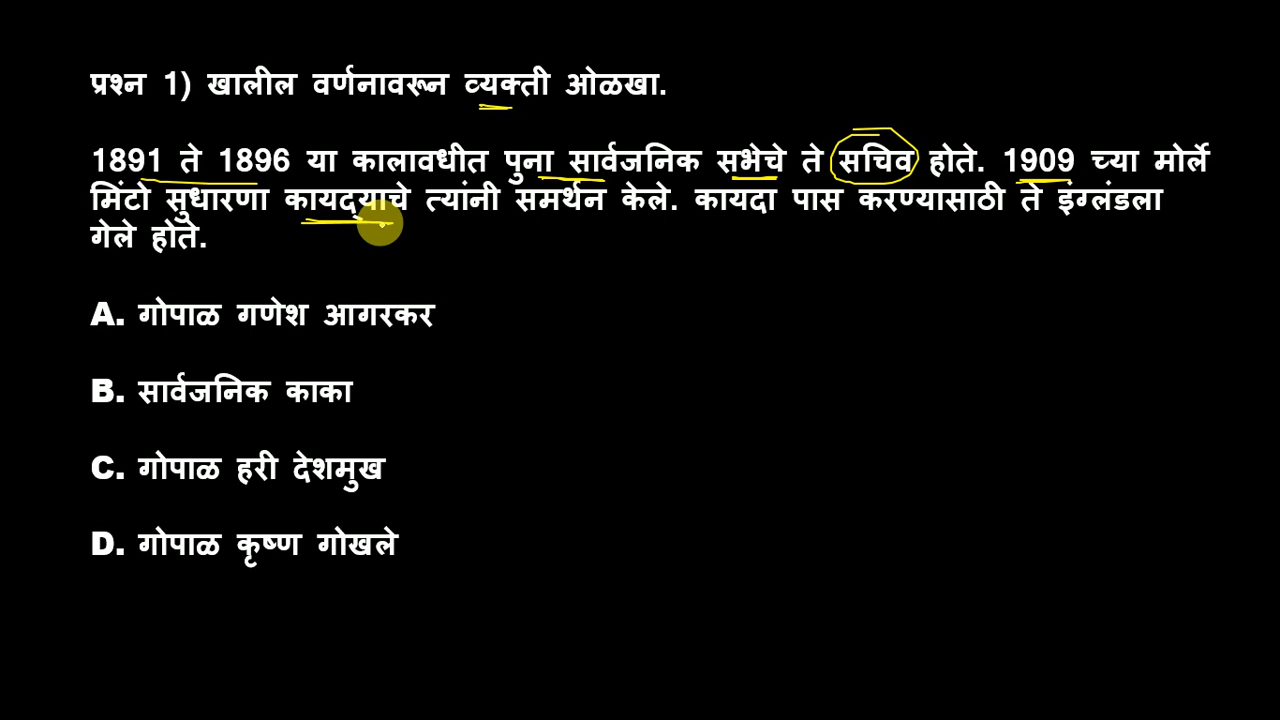 प्रश्न 1) खालील वर्णनावरून व्यक्ती ओळखा.
1891 ते 1896 या कालावधीत पुना सार्वजनिक सभेचे ते सचिव होते. 1909 च्या मोर्ले
मिंटो सुधारणा कायद्याचे त्यांनी समर्थन केले. कायदा पास करण्यासाठी ते इंग्लंडला
गेले होते.
A. गोपाळ गणेश आगरकर
B. सार्वजनिक काका
C. गोपाळ हरी देशमुख
D. गोपाळ कृष्ण गोखले